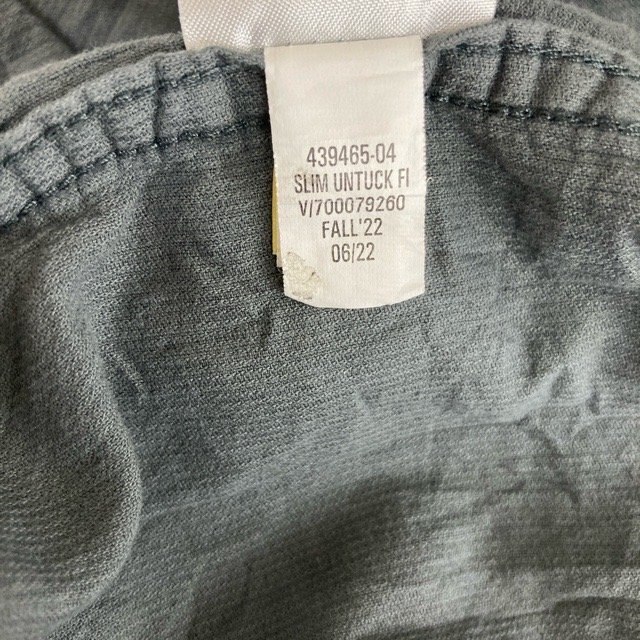 439465-04
SLIM UNTUCK FI
V/700079260
FALL'22
06/22